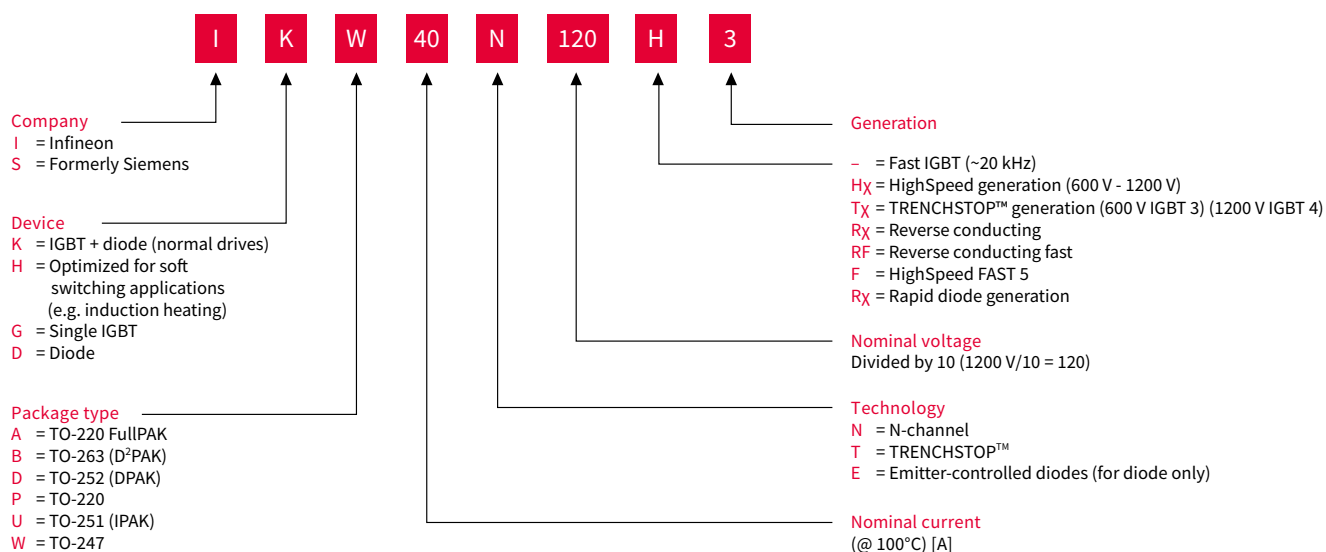 I K W 40 N 120 H 3
Company
I = Infineon
S = Formerly Siemens
Device
K = IGBT + diode (normal drives)
H = Optimized for soft
switching applications
(e.g. induction heating)
G = Single IGBT
D = Diode
Package type
A = TO-220 FullPAK
B = TO-263 (D²PAK)
D = TO-252 (DPAK)
P = TO-220
U = TO-251 (IPAK)
W = TO-247
Generation
– = Fast IGBT (~20 kHz)
Hχ = HighSpeed generation (600 V - 1200 V)
Tχ = TRENCHSTOP™ generation (600 V IGBT 3) (1200 V IGBT 4)
Rχ = Reverse conducting
RF = Reverse conducting fast
F = HighSpeed FAST 5
Rχ = Rapid diode generation
Nominal voltage
Divided by 10 (1200 V/10 = 120)
Technology
N = N-channel
T = TRENCHSTOP™
E = Emitter-controlled diodes (for diode only)
Nominal current
(@ 100°C) [A]